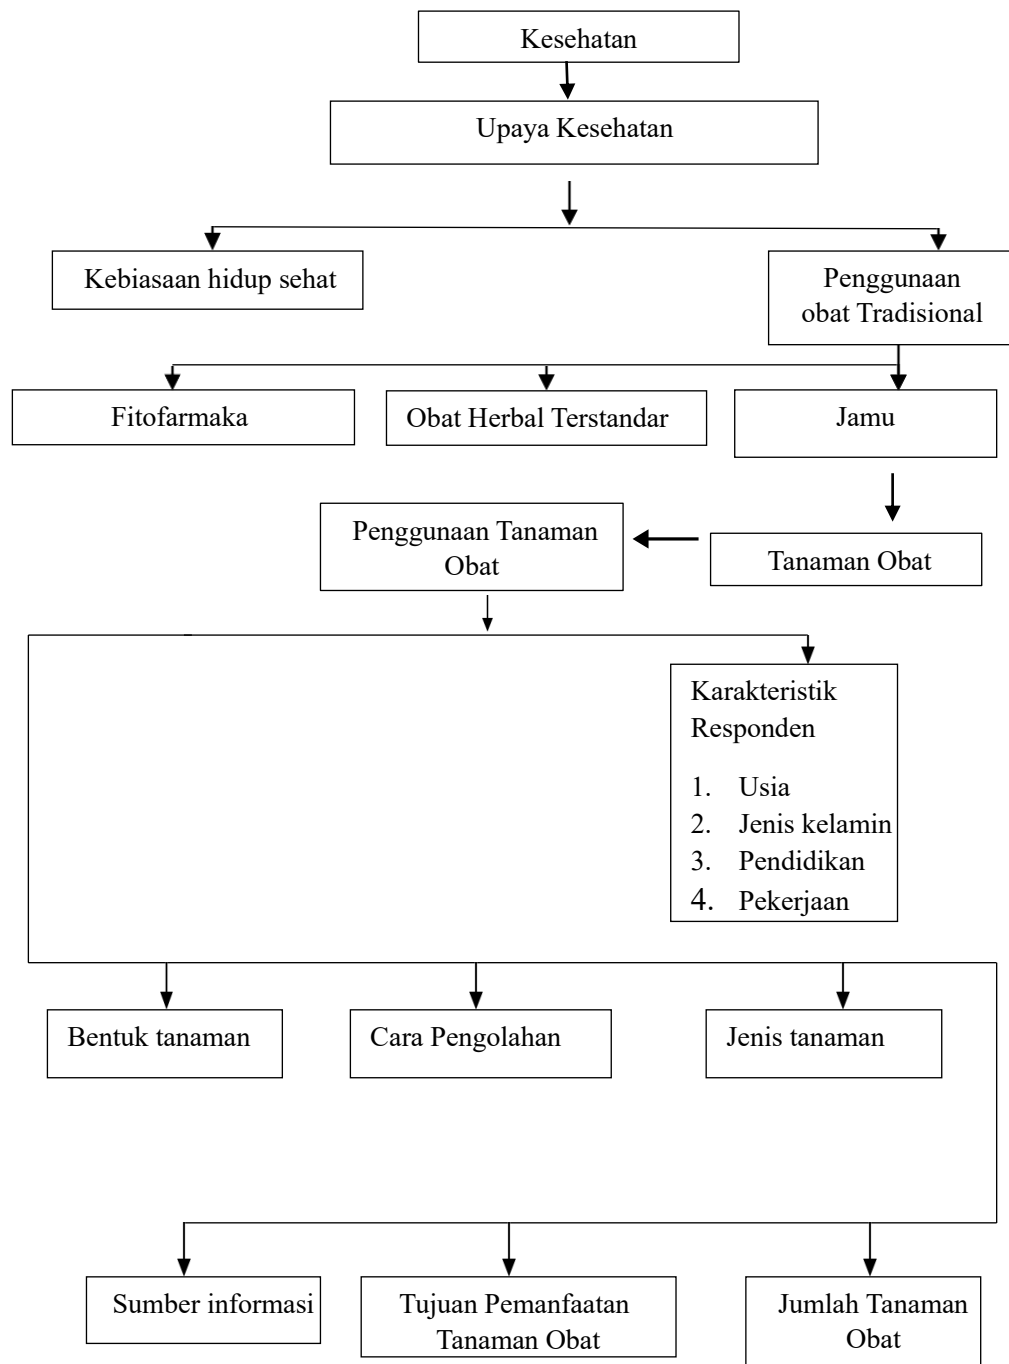 Kesehatan
Upaya Kesehatan
Kebiasaan hidup sehat
Penggunaan
obat Tradisional
Fitofarmaka
Obat Herbal Terstandar
Jamu
Penggunaan Tanaman
Obat
Tanaman Obat
Karakteristik
Responden
1. Usia
2. Jenis kelamin
3. Pendidikan
4. Pekerjaan
Bentuk tanaman
Cara Pengolahan
Jenis tanaman
Sumber informasi
Tujuan Pemanfaatan
Tanaman Obat
Jumlah Tanaman
Obat